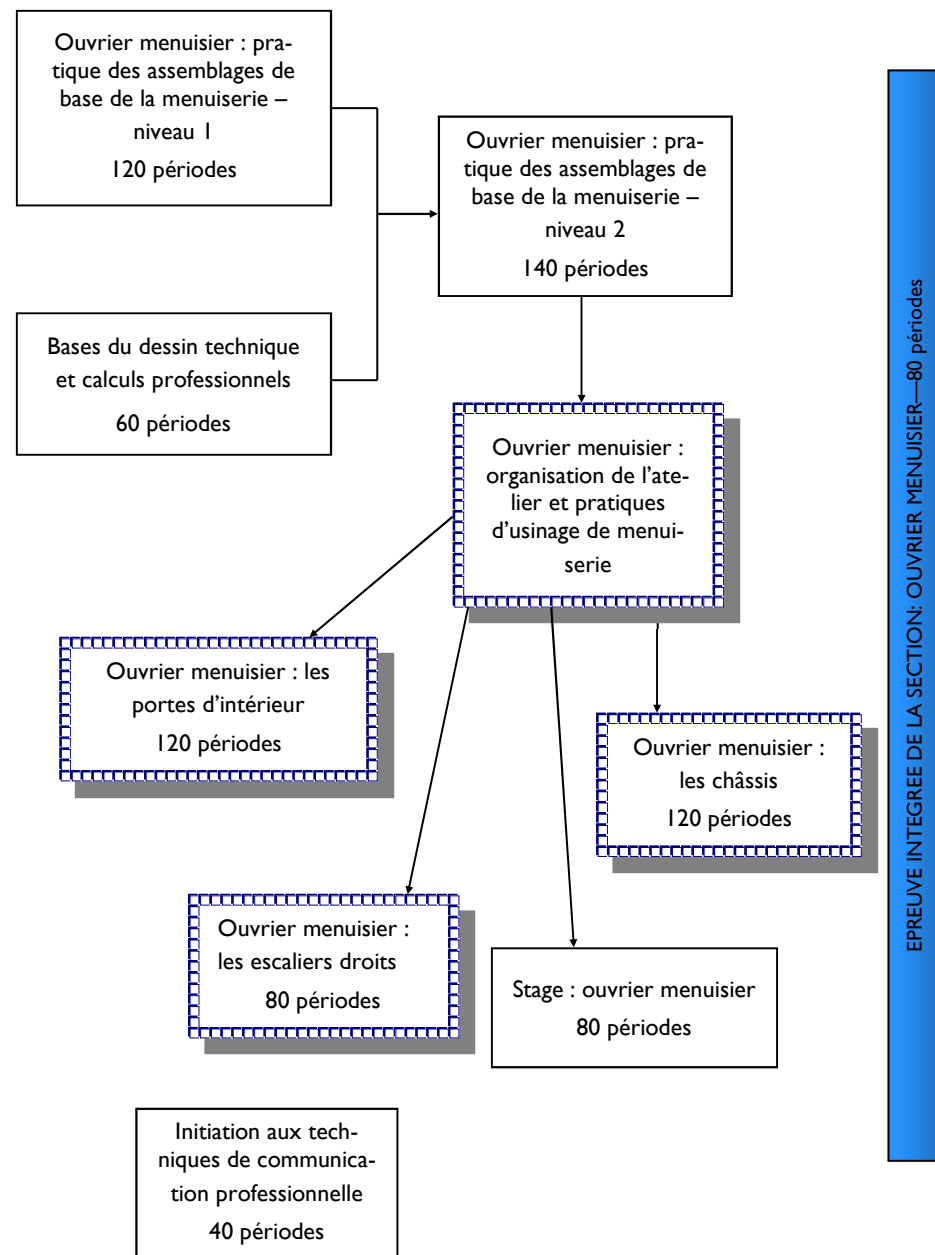 Ouvrier menuisier : pra-
tique des assemblages de
base de la menuiserie –
niveau 1
120 périodes
Ouvrier menuisier : pra-
tique des assemblages de
base de la menuiserie –
niveau 2
140 périodes
Bases du dessin technique
et calculs professionnels
60 périodes
Ouvrier menuisier :
organisation de l’ate-
lier et pratiques
d’usinage de menui-
serie
Ouvrier menuisier : les
portes d’intérieur
120 périodes
Ouvrier menuisier :
les châssis
120 périodes
Ouvrier menuisier :
les escaliers droits
80 périodes
Stage : ouvrier menuisier
80 périodes
Initiation aux tech-
niques de communica-
tion professionnelle
40 périodes
EPREUVE INTEGREE DE LA SECTION: OUVRIER MENUISIER—80 périodes